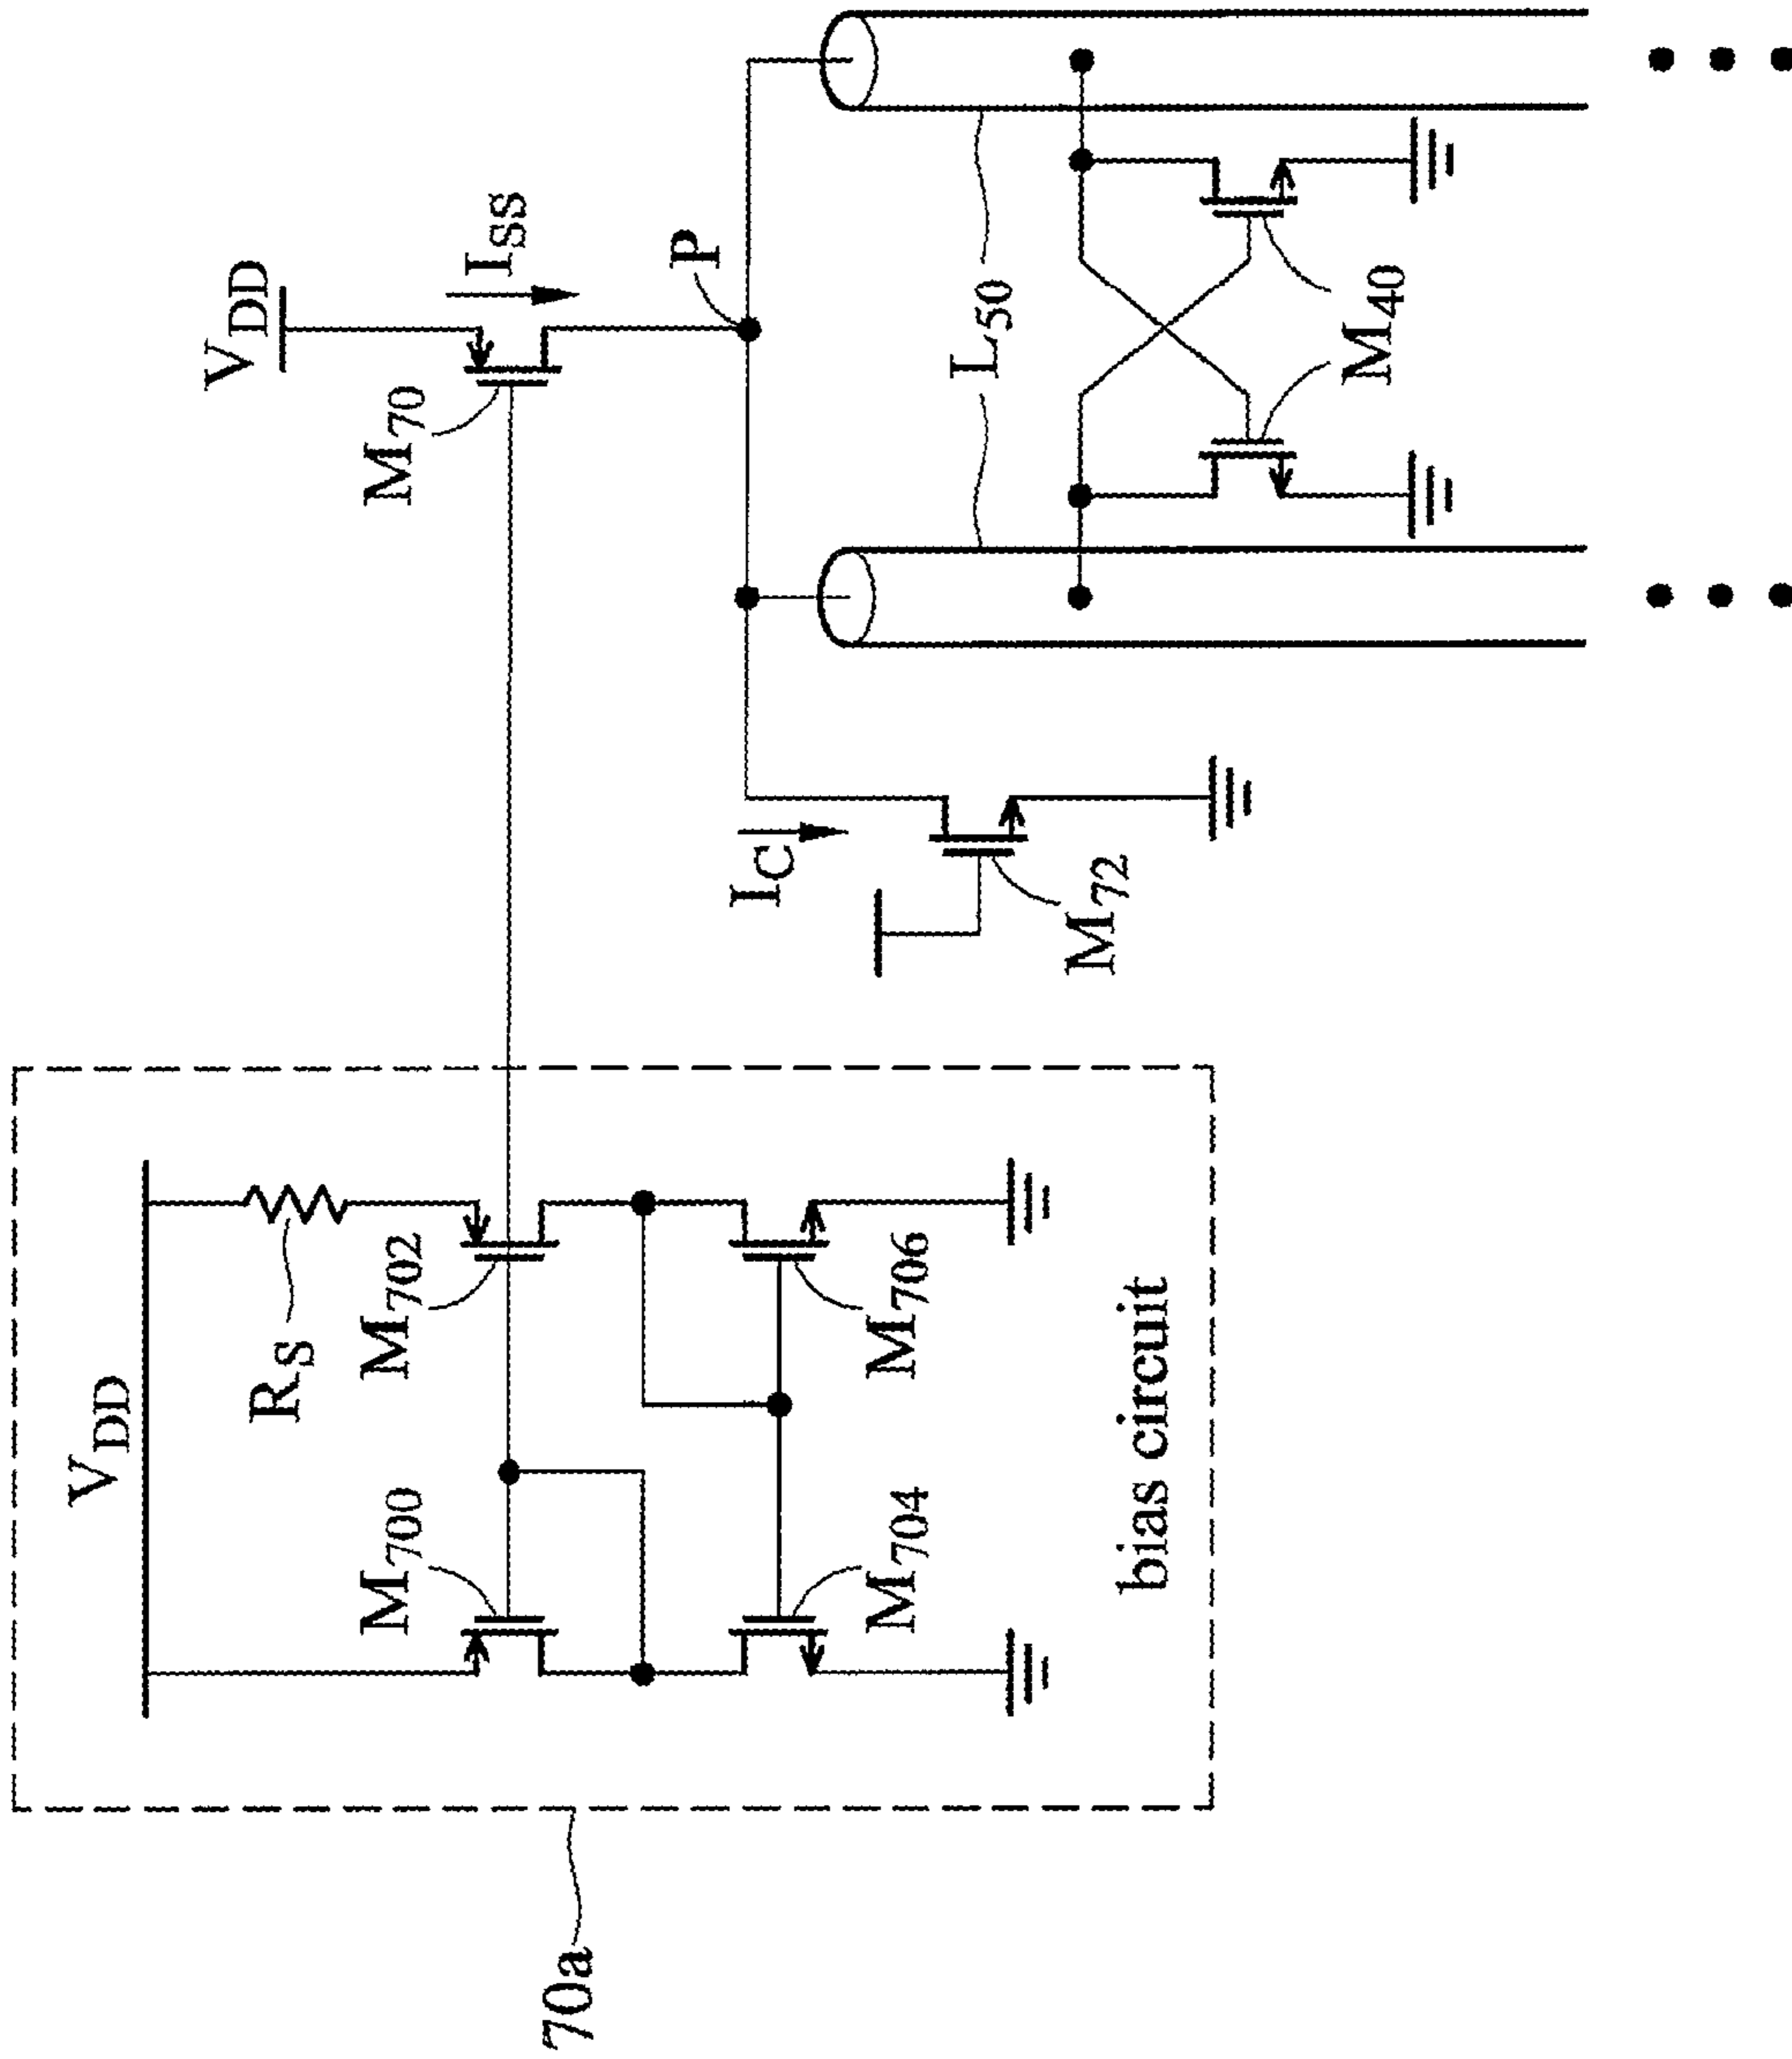 70a
V_DD
R_S
M_700
M_702
M_704
M_706
bias circuit
V_DD
M_70
I_SS
P
I_C
M_72
L_50
M_40